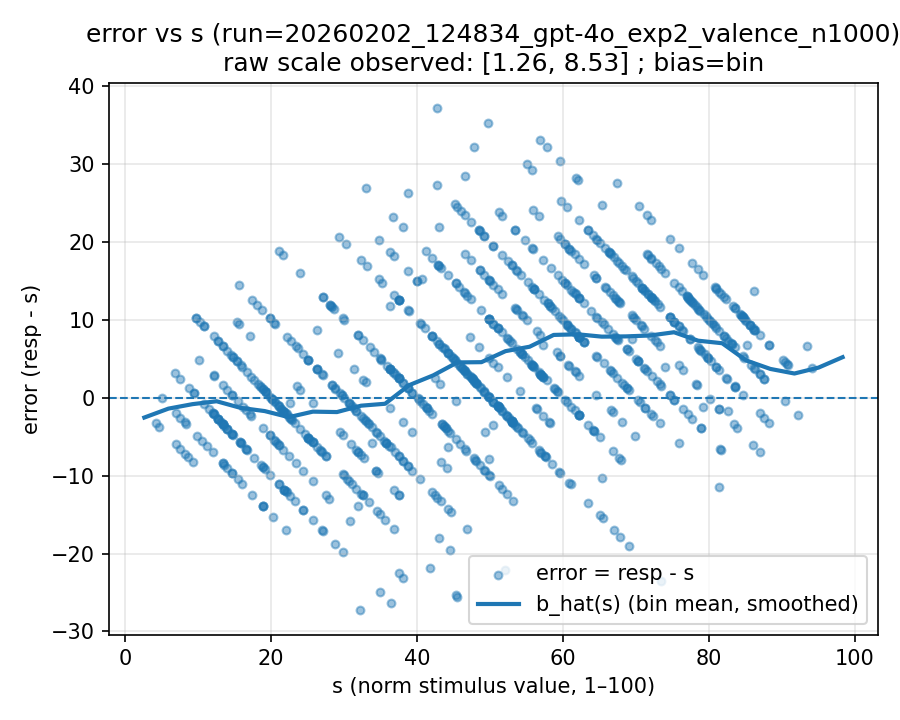 error vs s (run=20260202_124834_gpt-4o_exp2_valence_n1000)
raw scale observed: [1.26, 8.53] ; bias=bin
40
30
20
10
0
−10
−20
−30
error (resp - s)
error = resp - s
b_hat(s) (bin mean, smoothed)
0
20
40
60
80
100
s (norm stimulus value, 1–100)